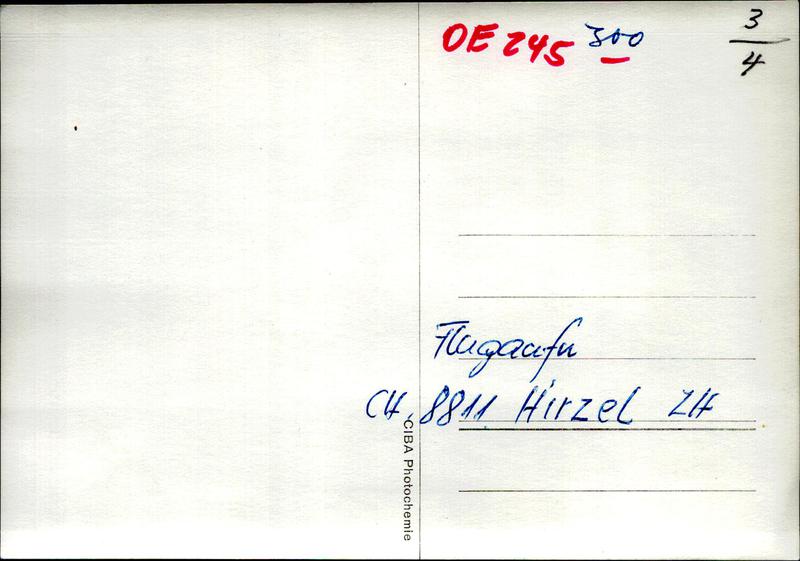 OE 245 300
3
4
Flugaufn
CH. 8811 Hirzel ZH
CIBA Photochemie